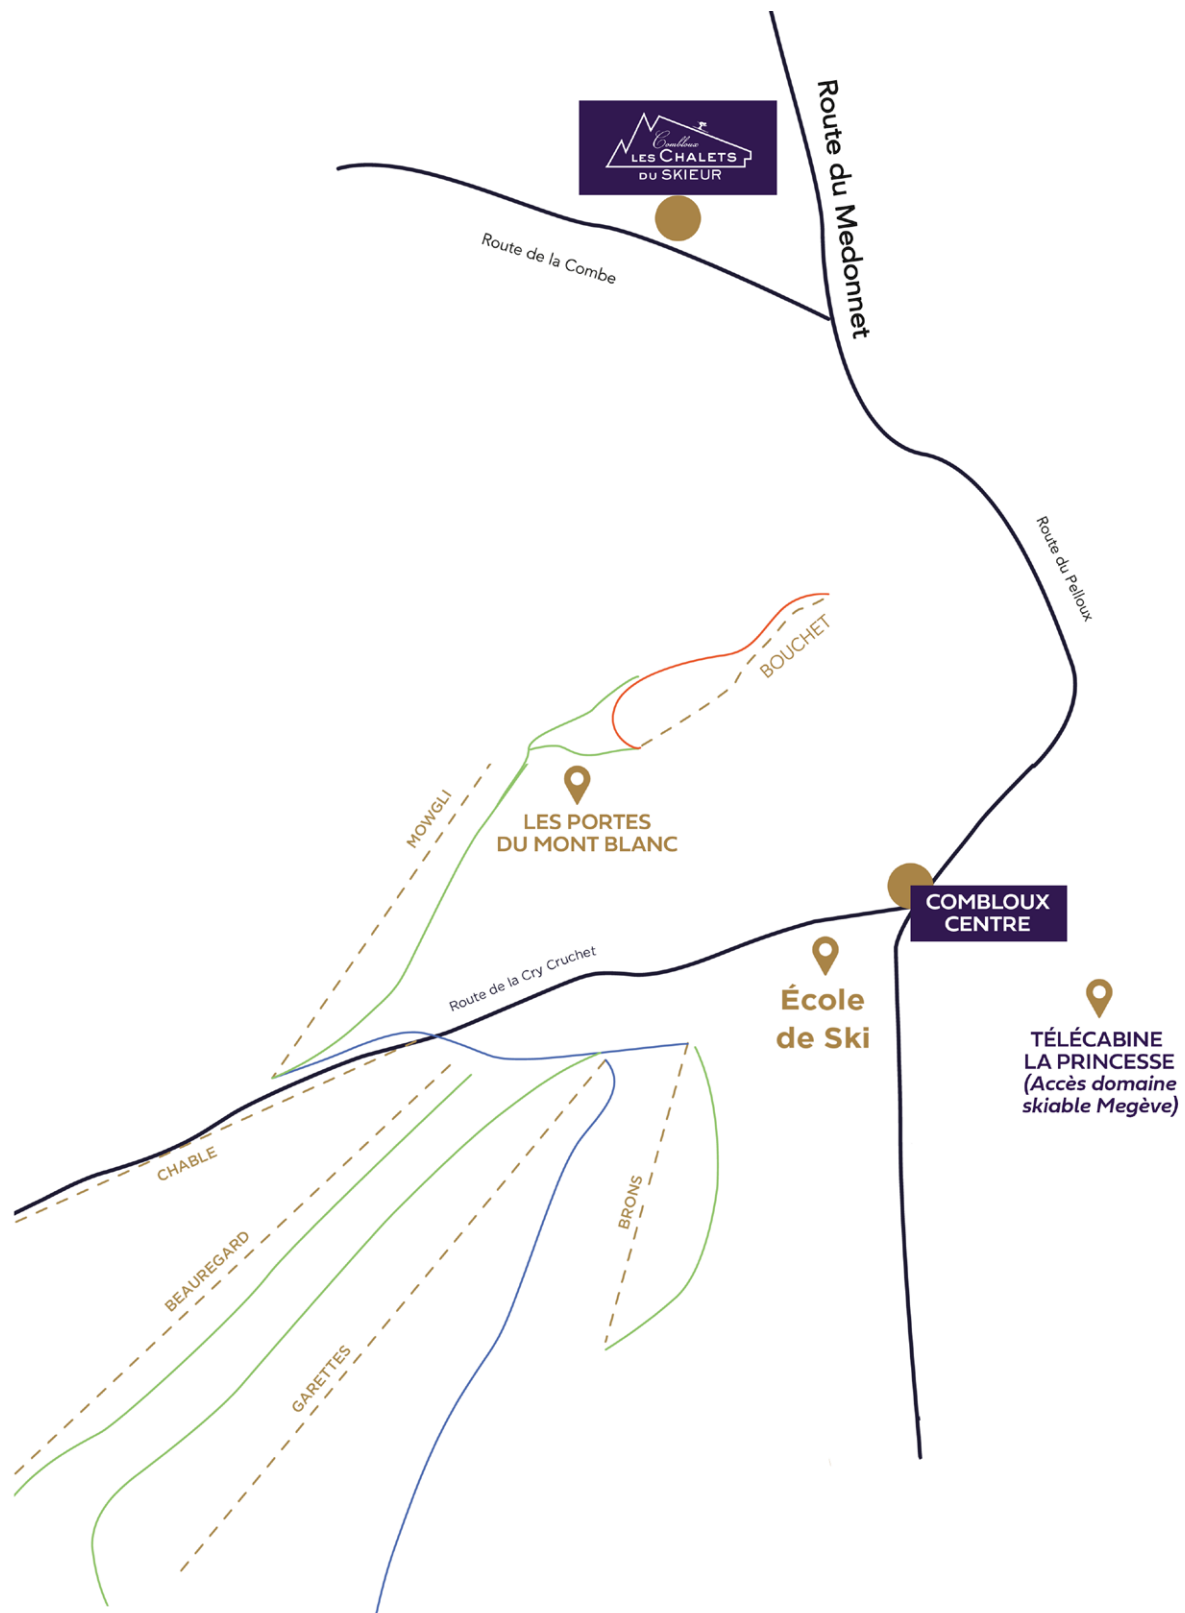 Route du Medonnet
Combloux
LES CHALETS
DU SKIEUR
Route de la Combe
Route du Pelloux
BOUCHET
MOWGLI
LES PORTES
DU MONT BLANC
COMBLOUX
CENTRE
Route de la Cry Cruchet
École
de Ski
TÉLÉCABINE
LA PRINCESSE
(Accès domaine
skiable Megève)
CHABLE
BRONS
BEAUREGARD
GARETTES